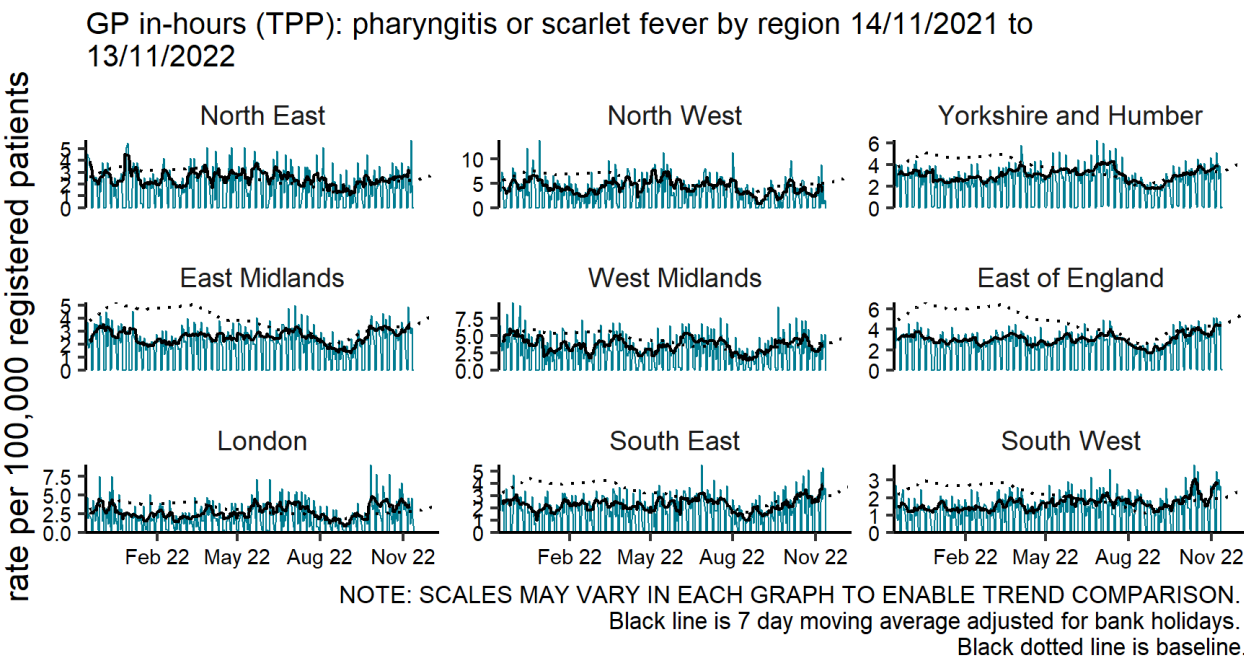 GP in-hours (TPP): pharyngitis or scarlet fever by region 14/11/2021 to
13/11/2022
rate per 100,000 registered patients
North East
5
4
3
2
1
0
North West
10
5
0
Yorkshire and Humber
6
4
2
0
East Midlands
5
4
3
2
1
0
West Midlands
7.5
5.0
2.5
0.0
East of England
6
4
2
0
London
7.5
5.0
2.5
0.0
South East
5
4
3
2
1
0
South West
3
2
1
0
Feb 22 May 22 Aug 22 Nov 22
Feb 22 May 22 Aug 22 Nov 22
Feb 22 May 22 Aug 22 Nov 22
NOTE: SCALES MAY VARY IN EACH GRAPH TO ENABLE TREND COMPARISON.
Black line is 7 day moving average adjusted for bank holidays.
Black dotted line is baseline.